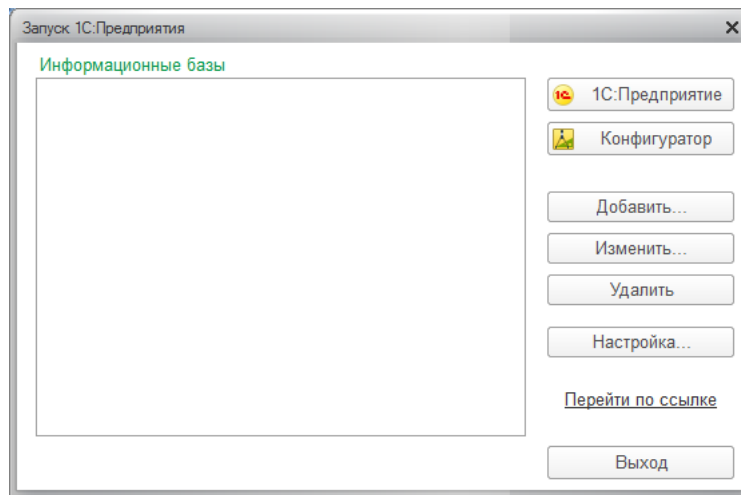 Запуск 1С:Предприятия
Информационные базы
1С:Предприятие
Конфигуратор
Добавить...
Изменить...
Удалить
Настройка...
Перейти по ссылке
Выход